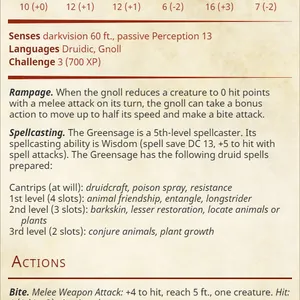 10 (+0) 12 (+1) 12 (+1) 6 (-2) 16 (+3) 7 (-2)
Senses darkvision 60 ft., passive Perception 13
Languages Druidic, Gnoll
Challenge 3 (700 XP)
Rampage. When the gnoll reduces a creature to 0 hit points
with a melee attack on its turn, the gnoll can take a bonus
action to move up to half its speed and make a bite attack.
Spellcasting. The Greensage is a 5th-level spellcaster. Its
spellcasting ability is Wisdom (spell save DC 13, +5 to hit with
spell attacks). The Greensage has the following druid spells
prepared:
Cantrips (at will): druidcraft, poison spray, resistance
1st level (4 slots): animal friendship, entangle, longstrider
2nd level (3 slots): barkskin, lesser restoration, locate animals or
plants
3rd level (2 slots): conjure animals, plant growth
ACTIONS
Bite. Melee Weapon Attack: +4 to hit, reach 5 ft., one creature. Hit: